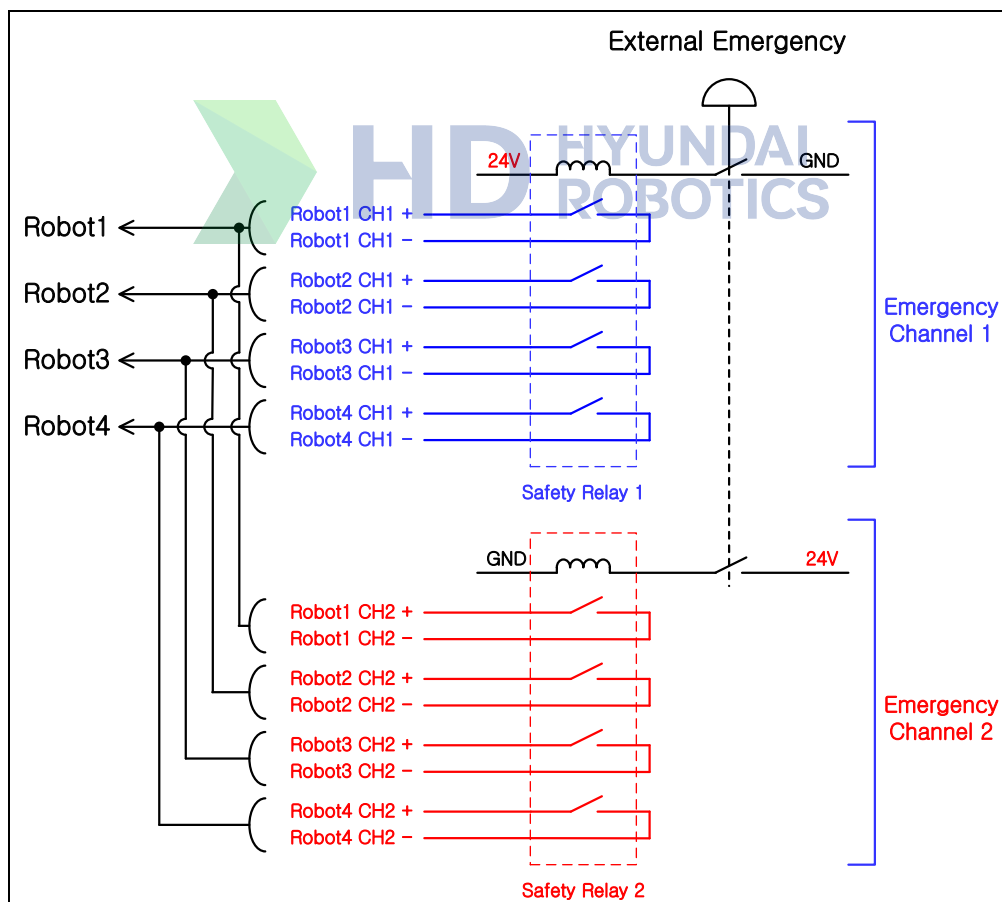 External Emergency
HD HYUNDAI
ROBOTICS
24V
GND
Robot1
Robot1 CH1 +
Robot1 CH1 -
Robot2
Robot2 CH1 +
Robot2 CH1 -
Emergency
Channel 1
Robot3
Robot3 CH1 +
Robot3 CH1 -
Robot4
Robot4 CH1 +
Robot4 CH1 -
Safety Relay 1
GND
24V
Robot1 CH2 +
Robot1 CH2 -
Robot2 CH2 +
Robot2 CH2 -
Emergency
Channel 2
Robot3 CH2 +
Robot3 CH2 -
Robot4 CH2 +
Robot4 CH2 -
Safety Relay 2